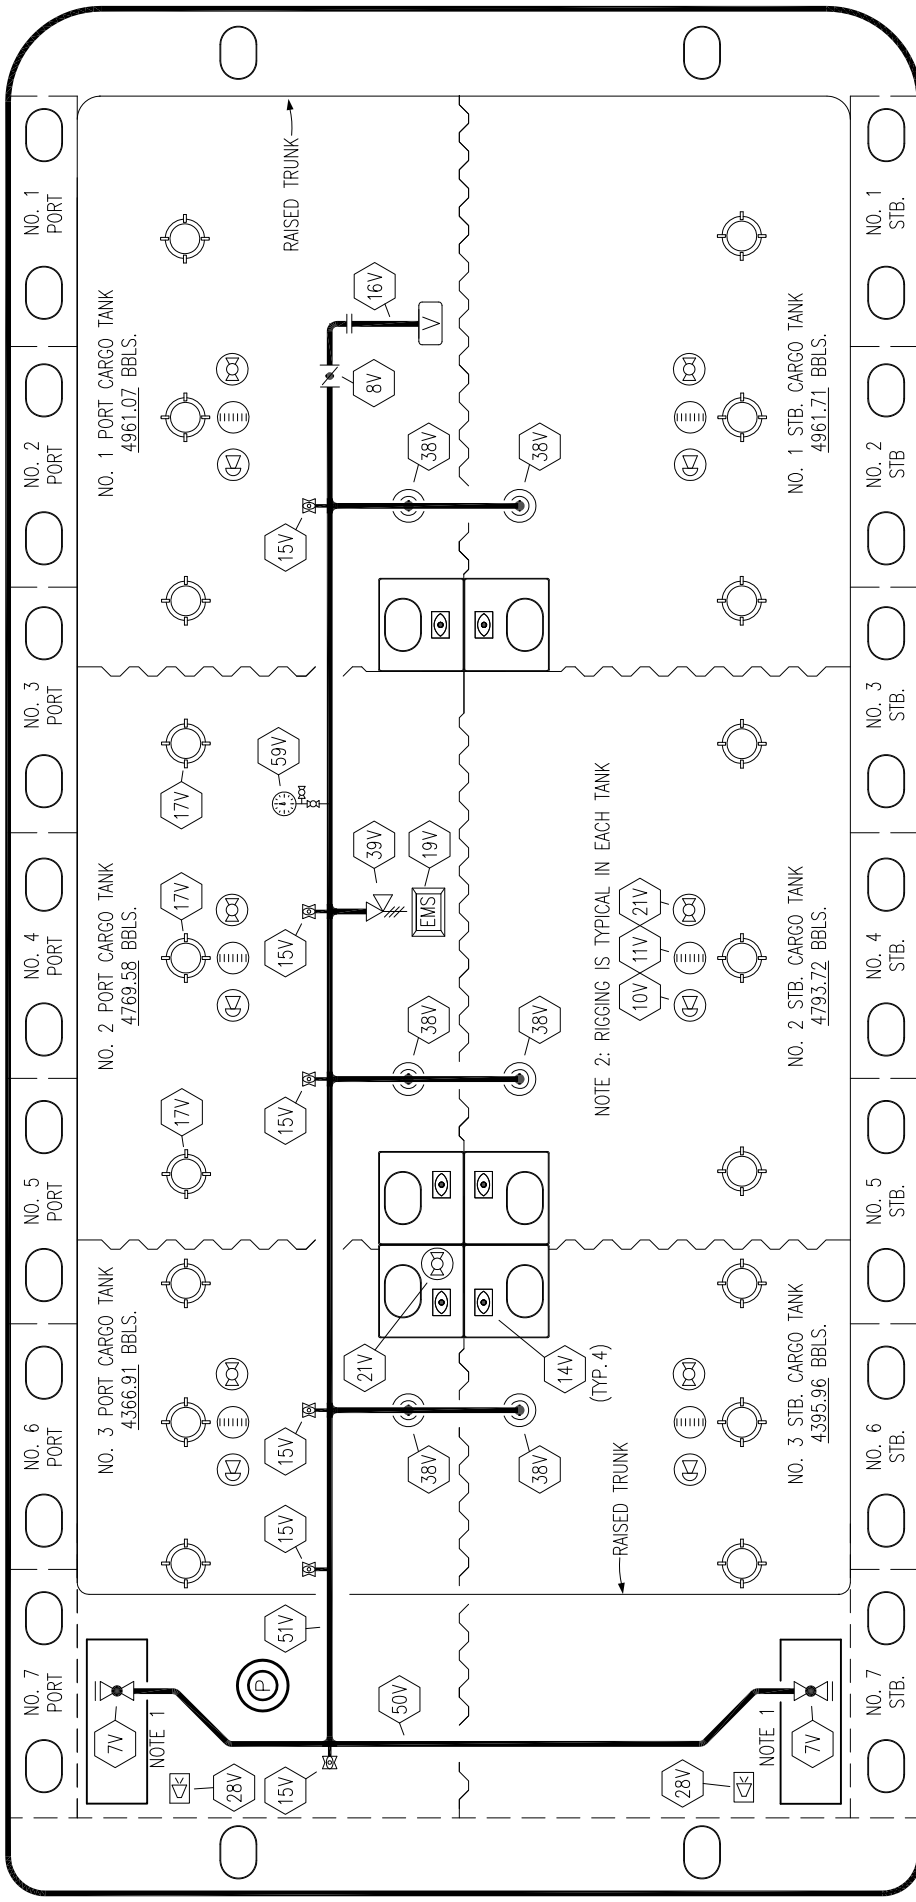 NO. 7
PORT
NO. 6
PORT
NO. 5
PORT
NO. 4
PORT
NO. 3
PORT
NO. 2
PORT
NO. 1
PORT
NO. 3 PORT CARGO TANK
4366.91 BBLS.
NO. 2 PORT CARGO TANK
4769.58 BBLS.
NO. 1 PORT CARGO TANK
4961.07 BBLS.
7V
NOTE 1
28V
15V
P
51V
15V
15V
17V
17V
17V
15V
15V
59V
15V
RAISED TRUNK
50V
21V
38V
38V
39V
19V
EMS
38V
8V
16V
V
38V
14V
(TYP. 4)
38V
38V
RAISED TRUNK
NOTE 2: RIGGING IS TYPICAL IN EACH TANK
10V
11V
21V
28V
NOTE 1
7V
NO. 3 STB. CARGO TANK
4395.96 BBLS.
NO. 2 STB. CARGO TANK
4793.72 BBLS.
NO. 1 STB. CARGO TANK
4961.71 BBLS.
NO. 7
STB.
NO. 6
STB.
NO. 5
STB.
NO. 4
STB.
NO. 3
STB.
NO. 2
STB
NO. 1
STB.